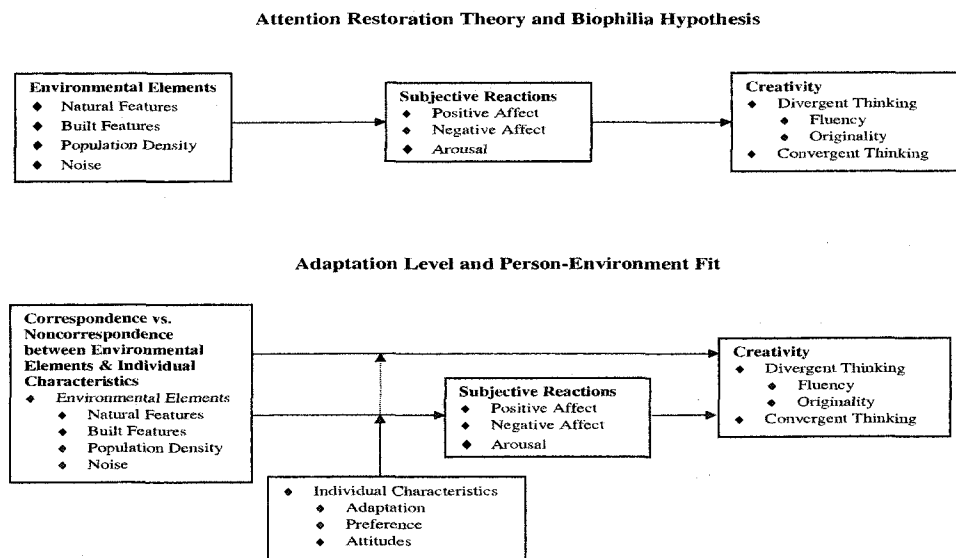 Attention Restoration Theory and Biophilia Hypothesis
Environmental Elements
Natural Features
Built Features
Population Density
Noise
Subjective Reactions
Positive Affect
Negative Affect
Arousal
Creativity
Divergent Thinking
Fluency
Originality
Convergent Thinking
Adaptation Level and Person-Environment Fit
Correspondence vs.
Noncorrespondence
between Environmental
Elements & Individual
Characteristics
Environmental Elements
Natural Features
Built Features
Population Density
Noise
Subjective Reactions
Positive Affect
Negative Affect
Arousal
Creativity
Divergent Thinking
Fluency
Originality
Convergent Thinking
Individual Characteristics
Adaptation
Preference
Attitudes